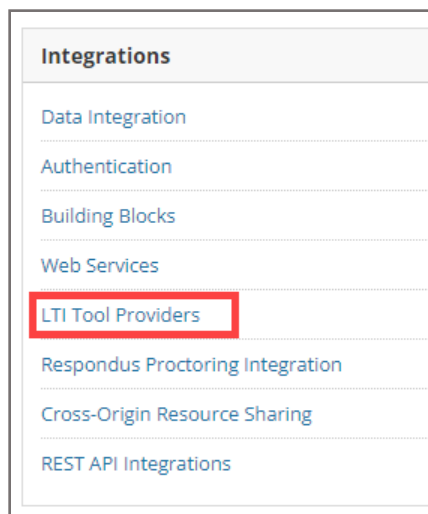 Integrations
Data Integration
Authentication
Building Blocks
Web Services
LTI Tool Providers
Respondus Proctoring Integration
Cross-Origin Resource Sharing
REST API Integrations